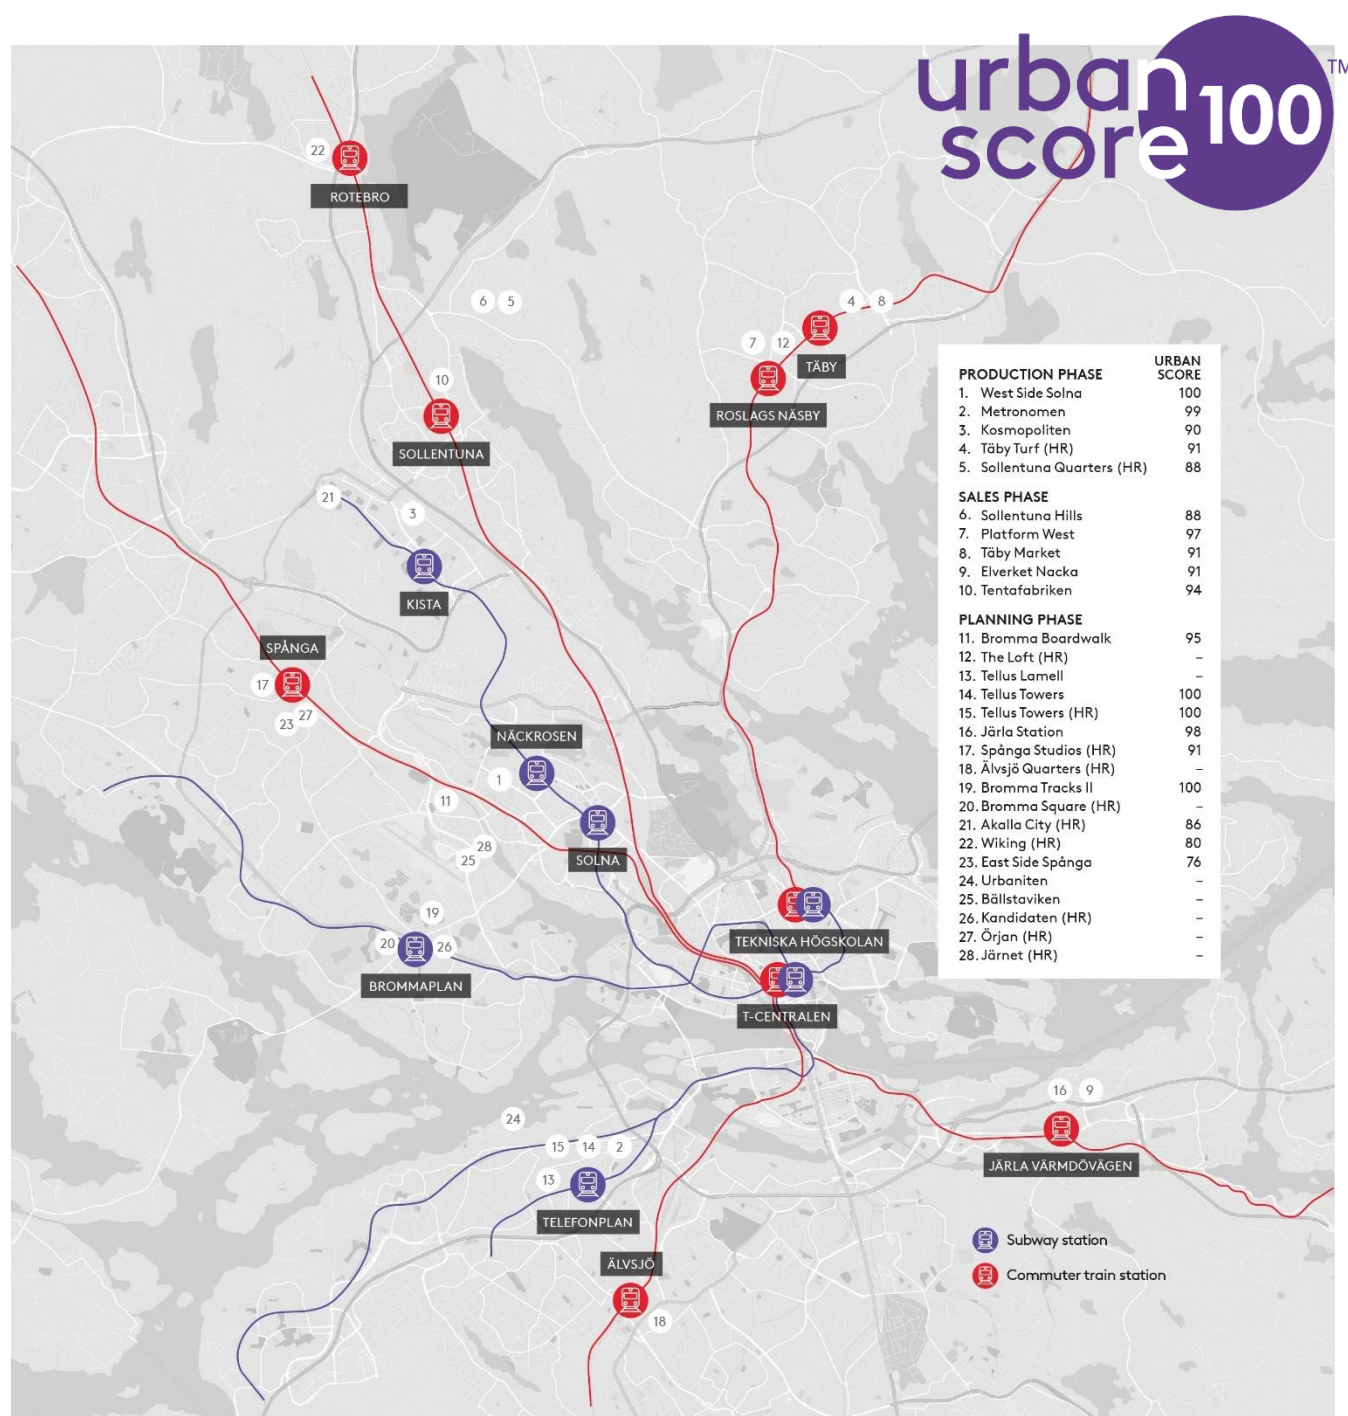 urban
score 100 TM
22
ROTEBRO
6 5
4 8
7 12
TÄBY
10
ROSLAGS NÄSBY
SOLLENTUNA
21
3
KISTA
SPÅNGA
17
23 27
NÄCKROSEN
1
11
28
25
SOLNA
19
20 26
TEKNISKA HÖGSKOLAN
BROMMAPLAN
T-CENTRALEN
16 9
24
15 14 2
JÄRLA VÄRMDÖVÄGEN
13
TELEFONPLAN
ÄLVSJÖ
18
URBAN
PRODUCTION PHASE SCORE
1. West Side Solna 100
2. Metronomen 99
3. Kosmopoliten 90
4. Täby Turf (HR) 91
5. Sollentuna Quarters (HR) 88
SALES PHASE
6. Sollentuna Hills 88
7. Platform West 97
8. Täby Market 91
9. Elverket Nacka 91
10. Tentafabriken 94
PLANNING PHASE
11. Bromma Boardwalk 95
12. The Loft (HR) –
13. Tellus Lamell –
14. Tellus Towers 100
15. Tellus Towers (HR) 100
16. Järla Station 98
17. Spånga Studios (HR) 91
18. Älvsjö Quarters (HR) –
19. Bromma Tracks II 100
20. Bromma Square (HR) –
21. Akalla City (HR) 86
22. Wiking (HR) 80
23. East Side Spånga 76
24. Urbaniten –
25. Bällstaviken –
26. Kandidaten (HR) –
27. Örjan (HR) –
28. Järnet (HR) –
Subway station
Commuter train station